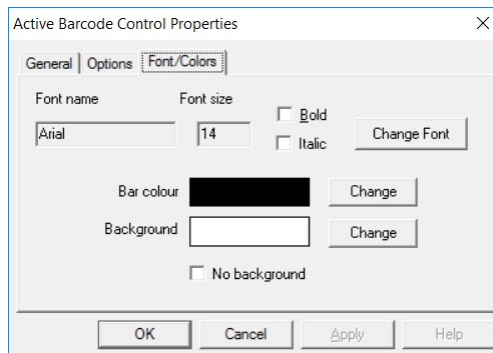 Active Barcode Control Properties
General Options Font/Colors
Font name Font size
Arial 14 Bold
Italic Change Font
Bar colour Change
Background Change
No background
OK Cancel Apply Help